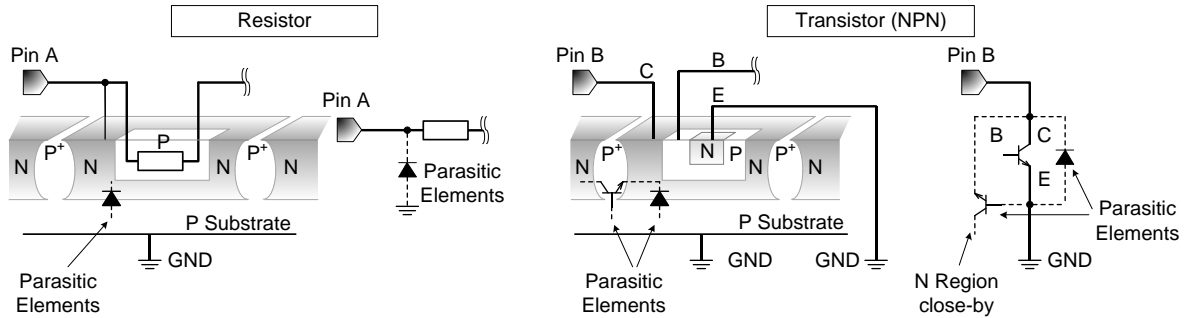 Resistor
Transistor (NPN)
Pin A
Pin B
C
B
E
Pin B
Pin A
N
P+
N
P
P+
N
N
P+
N
P
P+
N
N
B
C
E
Parasitic
Elements
P Substrate
GND
Parasitic
Elements
P Substrate
GND
GND
Parasitic
Elements
Parasitic
Elements
N Region
close-by